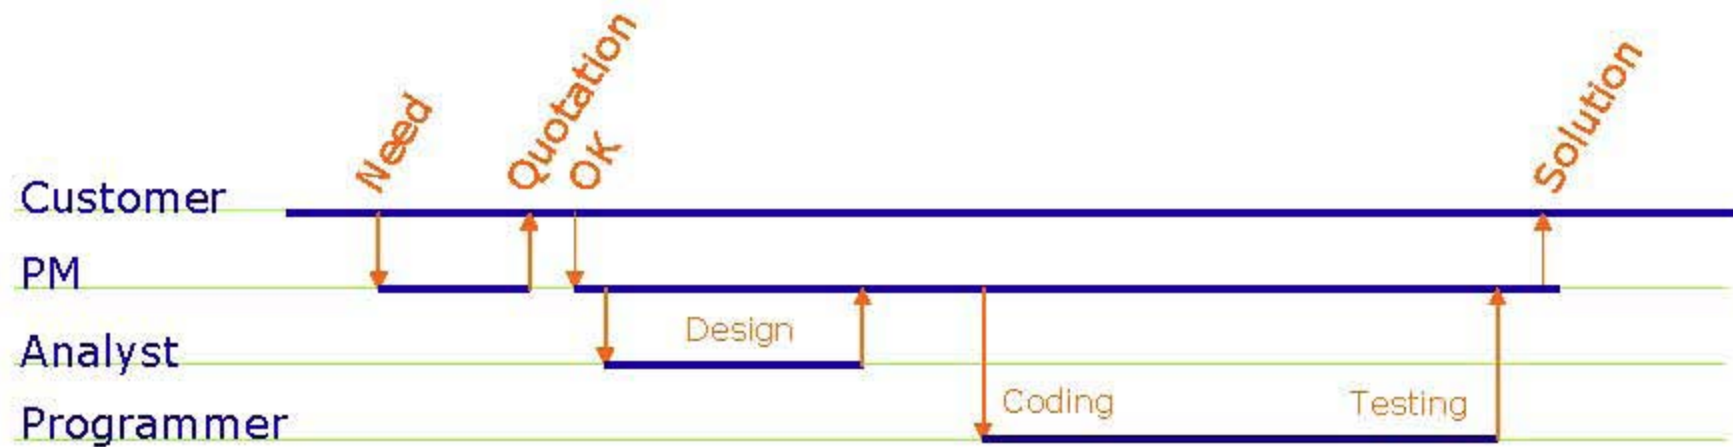 Need
Quotation
OK
Solution
Customer
PM
Design
Analyst
Coding
Testing
Programmer